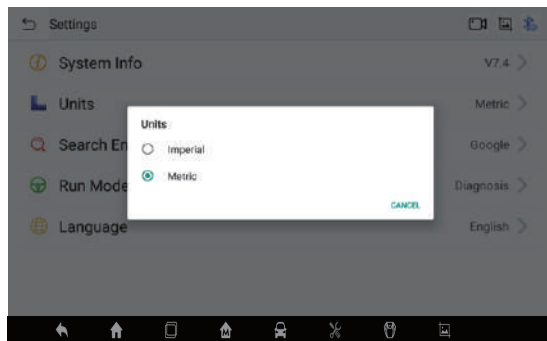 Settings
System Info V7.4
Units Metric
Search En Google
Run Mode Diagnosis
Language English
Units
Imperial
Metric
CANCEL
M